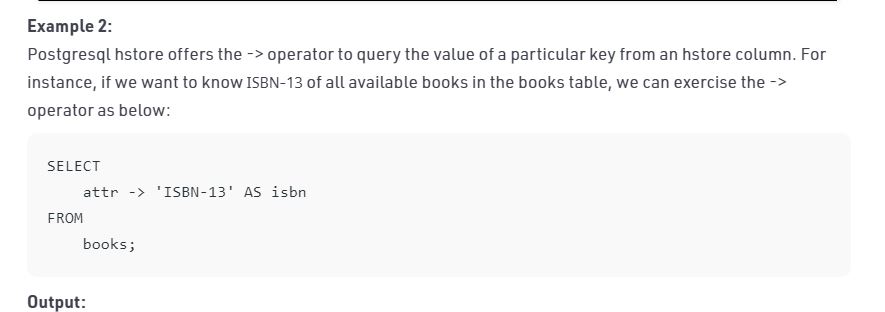 Example 2:
Postgresql hstore offers the -> operator to query the value of a particular key from an hstore column. For
instance, if we want to know ISBN-13 of all available books in the books table, we can exercise the ->
operator as below:
SELECT
    attr -> 'ISBN-13' AS isbn
FROM
    books;
Output: